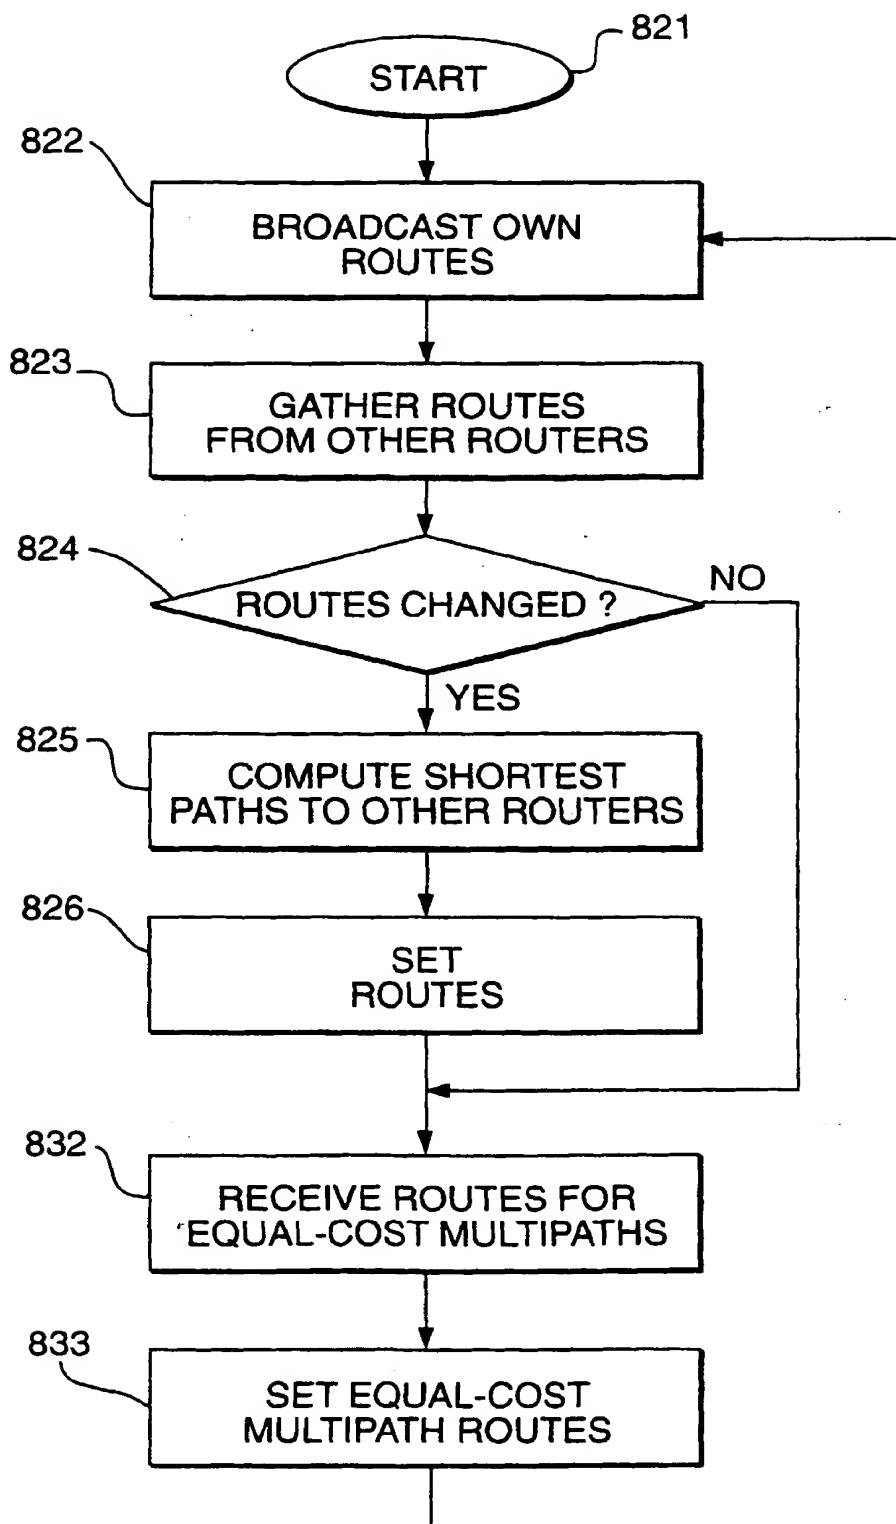 821
START
822
BROADCAST OWN
ROUTES
823
GATHER ROUTES
FROM OTHER ROUTERS
824
ROUTES CHANGED ?
NO
YES
825
COMPUTE SHORTEST
PATHS TO OTHER ROUTERS
826
SET
ROUTES
832
RECEIVE ROUTES FOR
EQUAL-COST MULTIPATHS
833
SET EQUAL-COST
MULTIPATH ROUTES